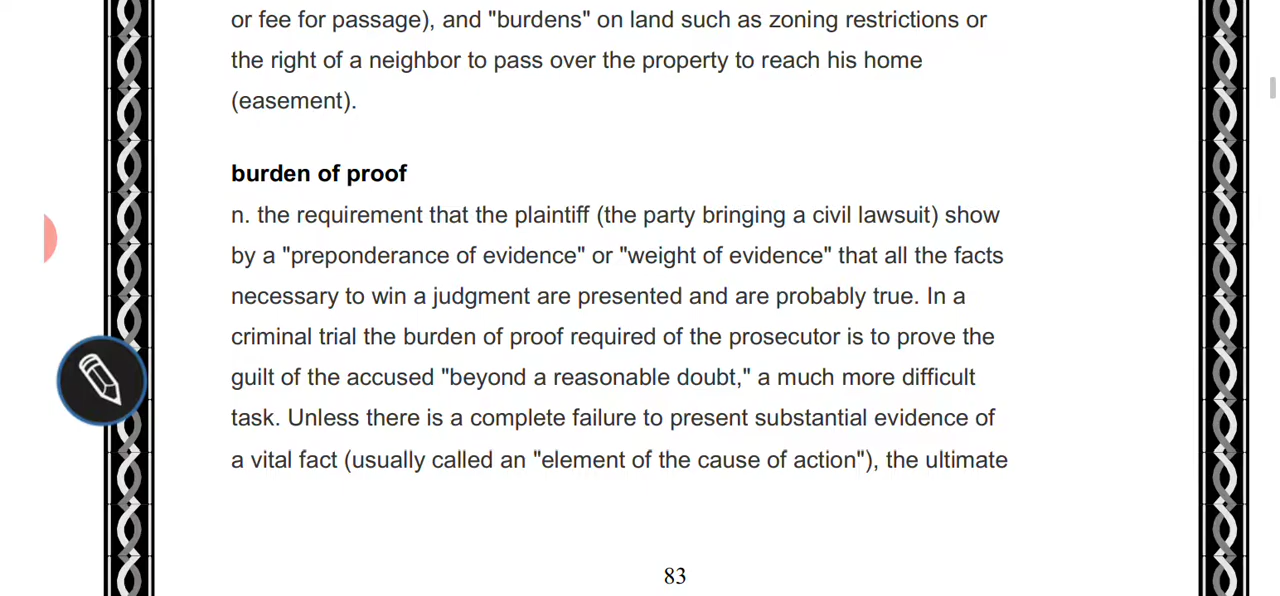 or fee for passage), and "burdens" on land such as zoning restrictions or
the right of a neighbor to pass over the property to reach his home
(easement).
burden of proof
n. the requirement that the plaintiff (the party bringing a civil lawsuit) show
by a "preponderance of evidence" or "weight of evidence" that all the facts
necessary to win a judgment are presented and are probably true. In a
criminal trial the burden of proof required of the prosecutor is to prove the
guilt of the accused "beyond a reasonable doubt," a much more difficult
task. Unless there is a complete failure to present substantial evidence of
a vital fact (usually called an "element of the cause of action"), the ultimate
83